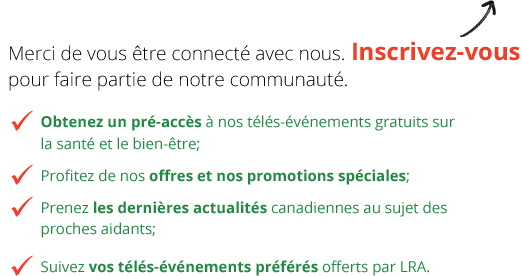 Merci de vous être connecté avec nous. Inscrivez-vous
pour faire partie de notre communauté.
Obtenez un pré-accès à nos télés-événements gratuits sur
la santé et le bien-être;
Profitez de nos offres et nos promotions spéciales;
Prenez les dernières actualités canadiennes au sujet des
proches aidants;
Suivez vos télés-événements préférés offerts par LRA.